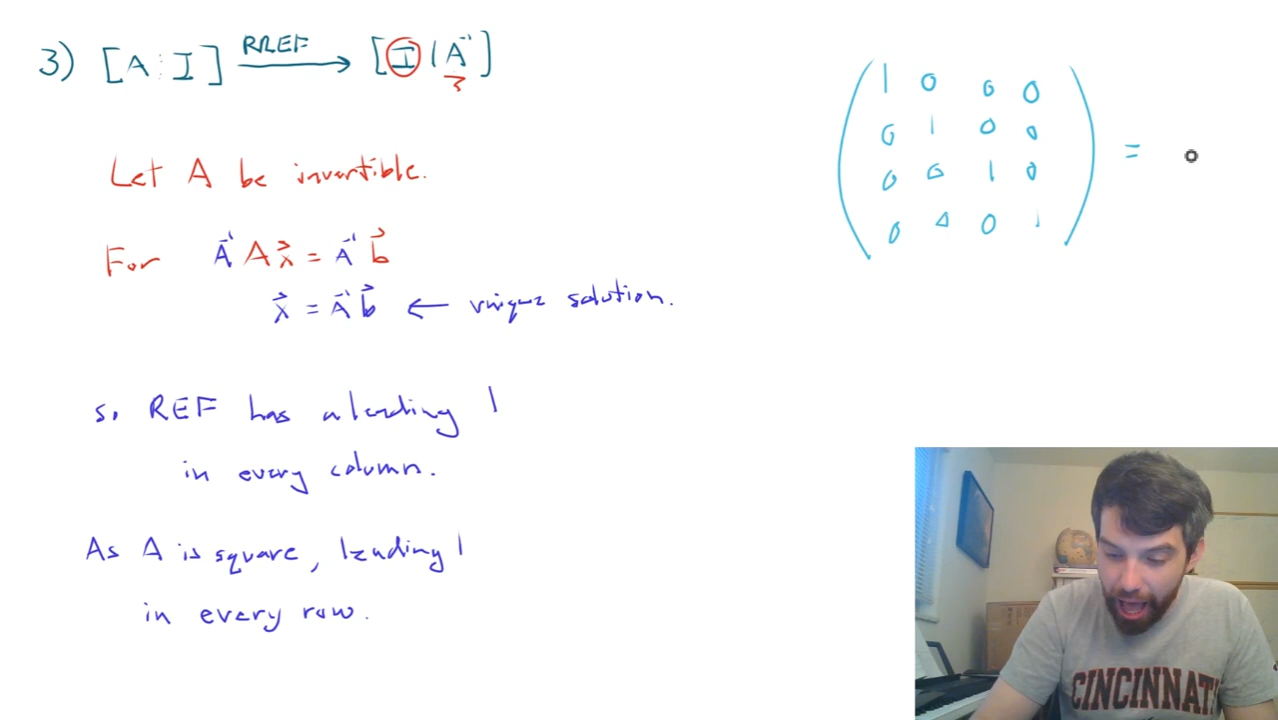 3) [A ⋮ I] RREF → [I | A⁻¹]
?
Let A be invertible.
For A⁻¹ A x⃗ = A⁻¹ b⃗
x⃗ = A⁻¹ b⃗ ← unique solution.
so REF has a leading 1
in every column.
As A is square, leading 1
in every row.
1 0 0 0
0 1 0 0
0 0 1 0
0 0 0 1
=
CINCINNATI